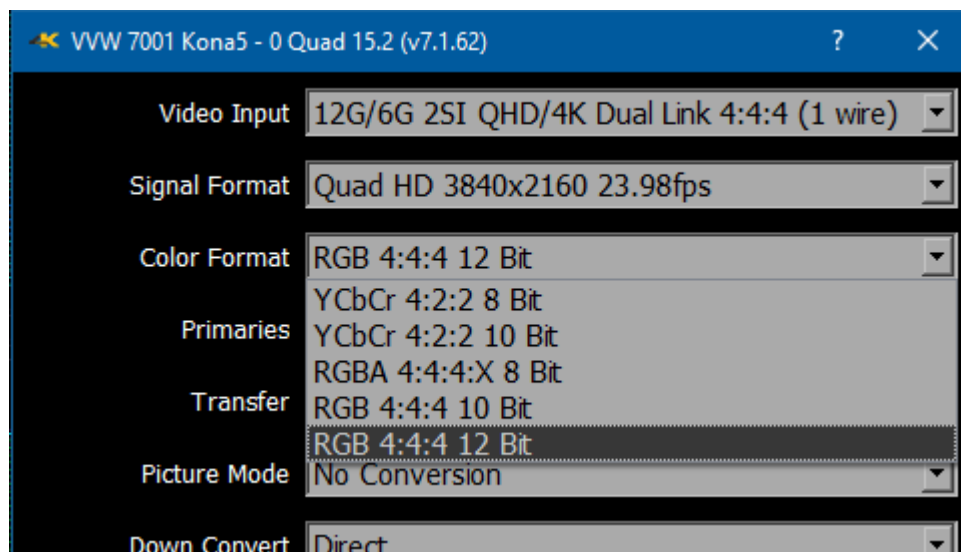 VVW 7001 Kona5 - 0 Quad 15.2 (v7.1.62) ? ×
Video Input 12G/6G 2SI QHD/4K Dual Link 4:4:4 (1 wire)
Signal Format Quad HD 3840x2160 23.98fps
Color Format RGB 4:4:4 12 Bit
YCbCr 4:2:2 8 Bit
Primaries YCbCr 4:2:2 10 Bit
RGBA 4:4:4:X 8 Bit
Transfer RGB 4:4:4 10 Bit
RGB 4:4:4 12 Bit
Picture Mode No Conversion
Down Convert Direct